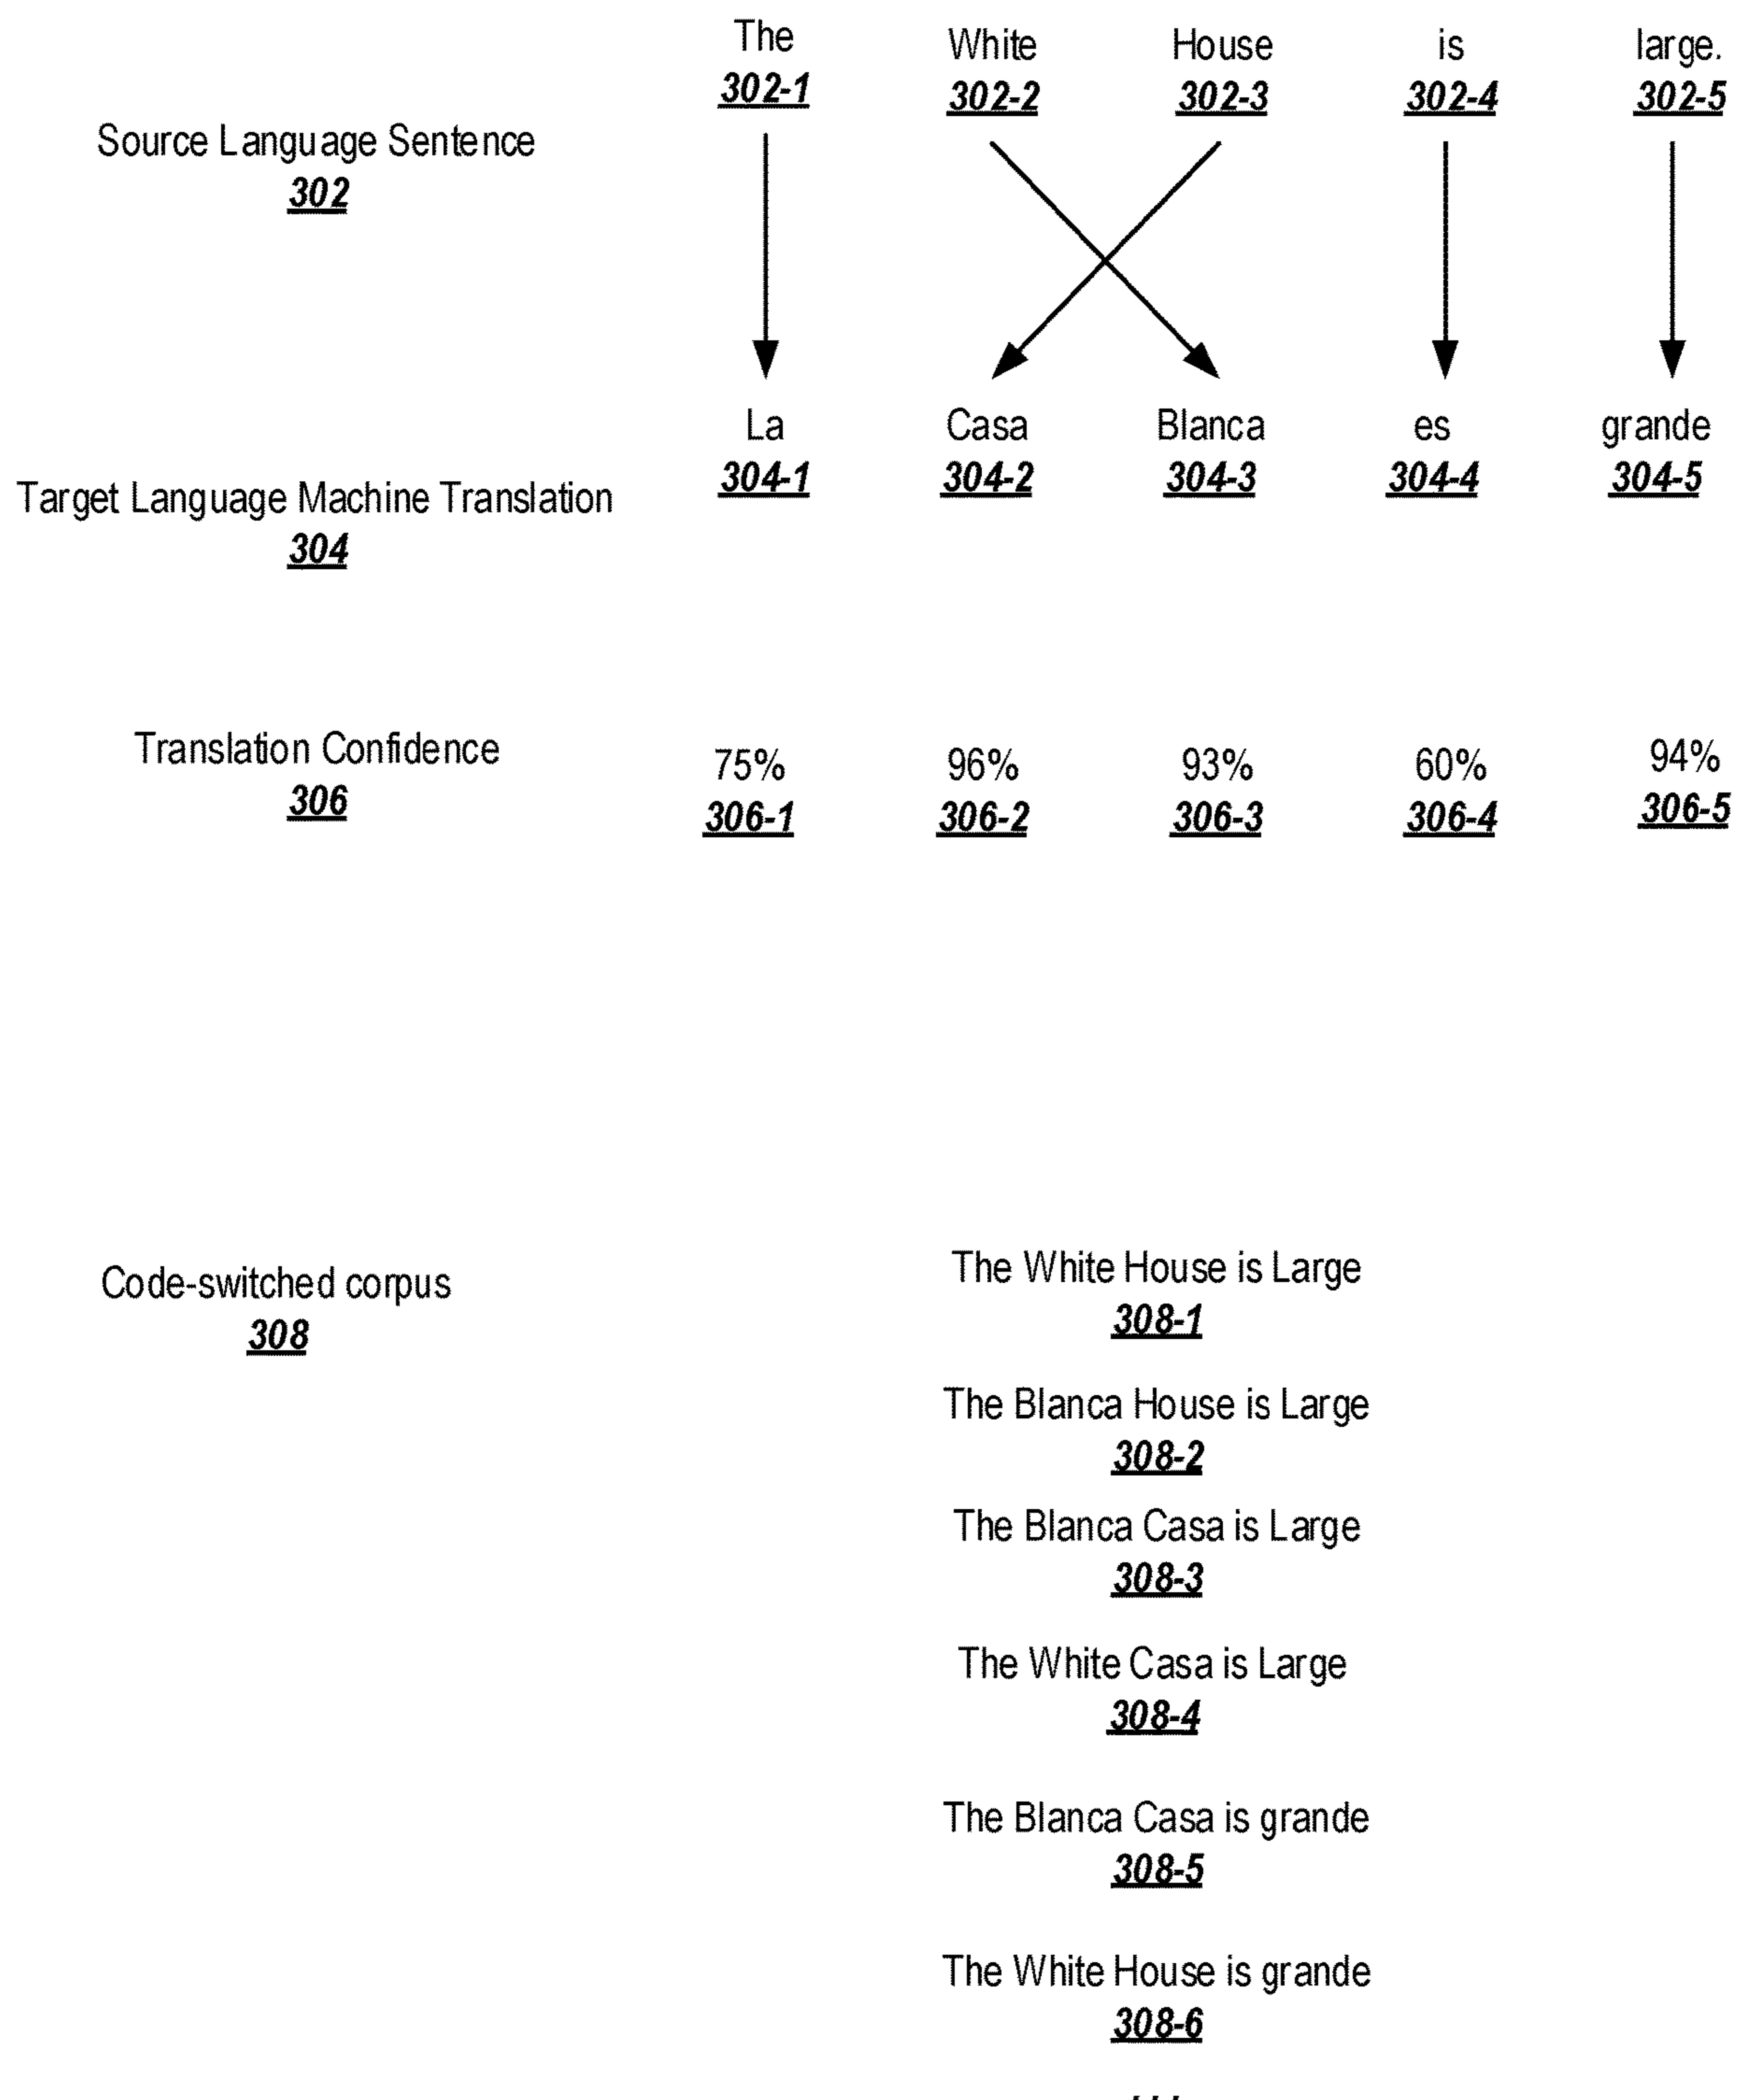 The White House is large.
302-1 302-2 302-3 302-4 302-5
Source Language Sentence
302
La Casa Blanca es grande
304-1 304-2 304-3 304-4 304-5
Target Language Machine Translation
304
Translation Confidence
306
75% 96% 93% 60% 94%
306-1 306-2 306-3 306-4 306-5
Code-switched corpus
308
The White House is Large
308-1
The Blanca House is Large
308-2
The Blanca Casa is Large
308-3
The White Casa is Large
308-4
The Blanca Casa is grande
308-5
The White House is grande
308-6
...